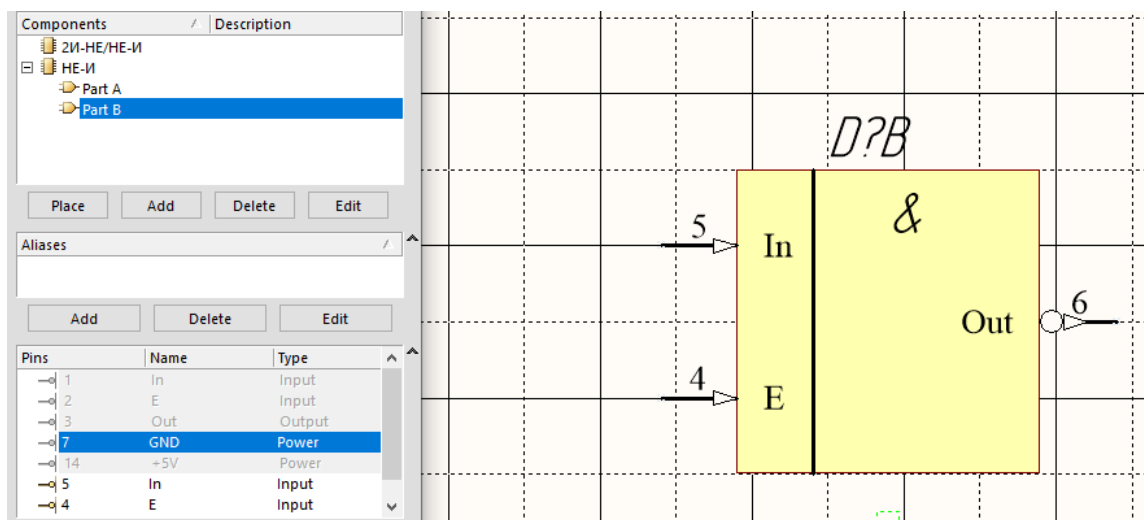 Components Description
2И-НЕ/НЕ-И
НЕ-И
Part A
Part B
Place Add Delete Edit
Aliases
Add Delete Edit
Pins Name Type
1 In Input
2 E Input
3 Out Output
7 GND Power
14 +5V Power
5 In Input
4 E Input
D?B
&
5 In
Out 6
4 E